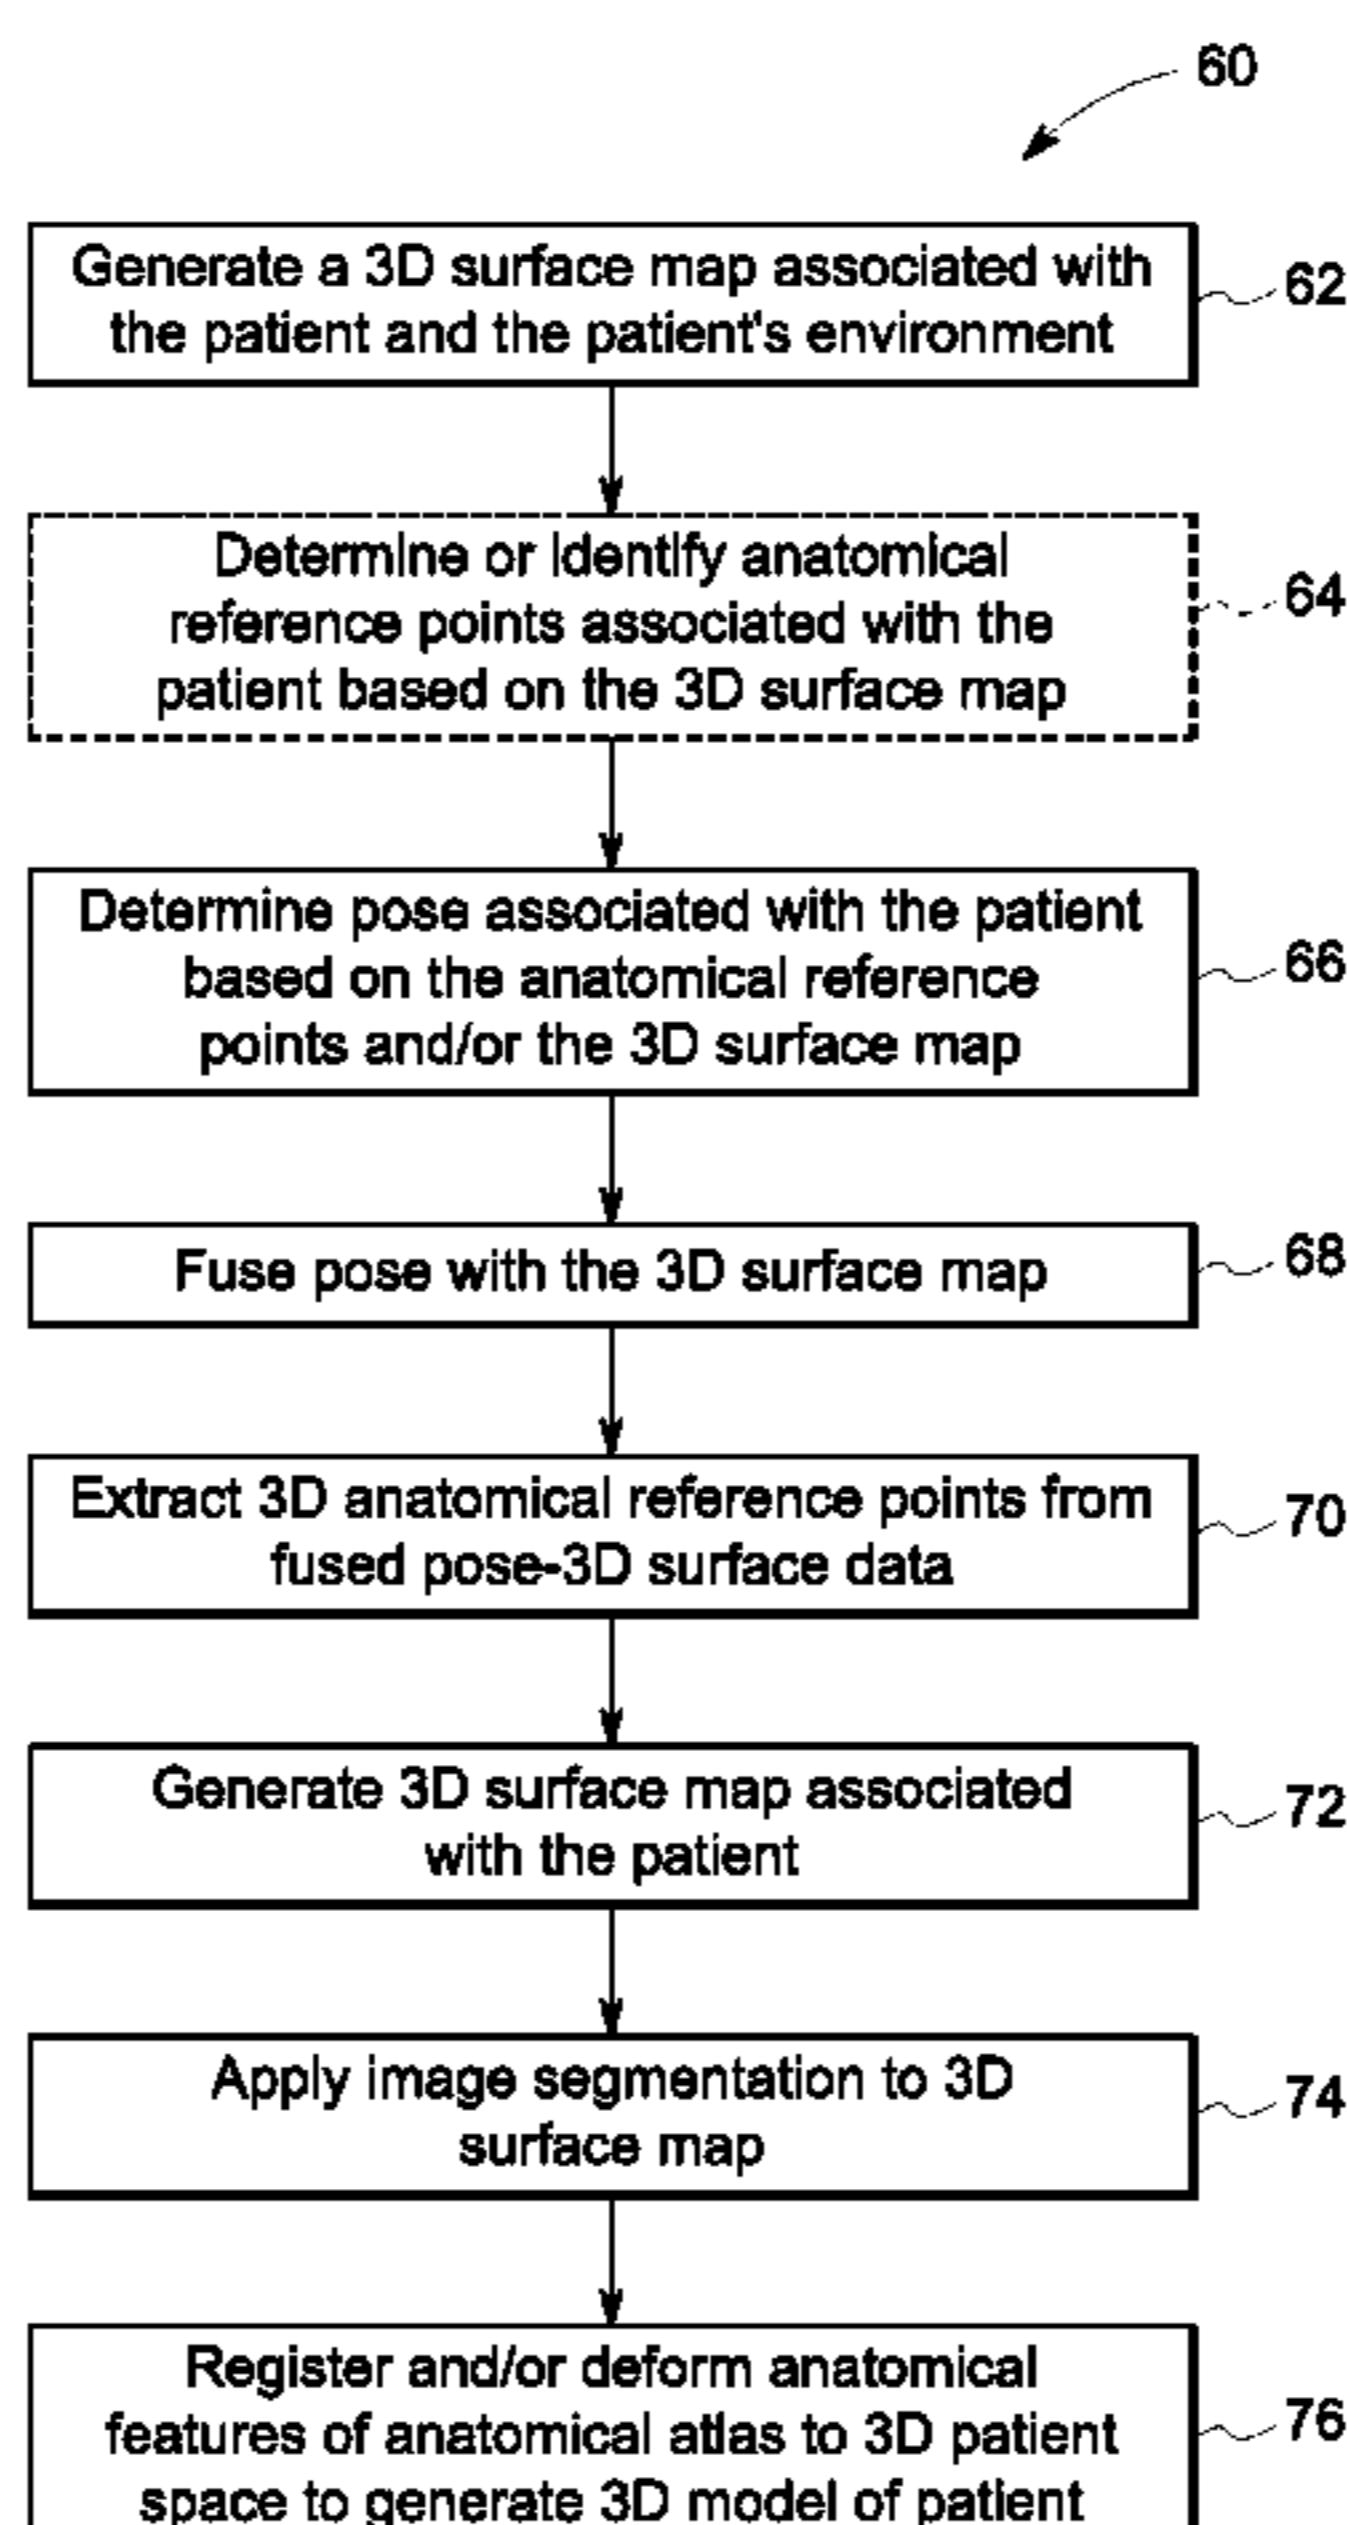 60
Generate a 3D surface map associated with
the patient and the patient's environment
62
Determine or identify anatomical
reference points associated with the
patient based on the 3D surface map
64
Determine pose associated with the patient
based on the anatomical reference
points and/or the 3D surface map
66
Fuse pose with the 3D surface map
68
Extract 3D anatomical reference points from
fused pose-3D surface data
70
Generate 3D surface map associated
with the patient
72
Apply image segmentation to 3D
surface map
74
Register and/or deform anatomical
features of anatomical atlas to 3D patient
space to generate 3D model of patient
76